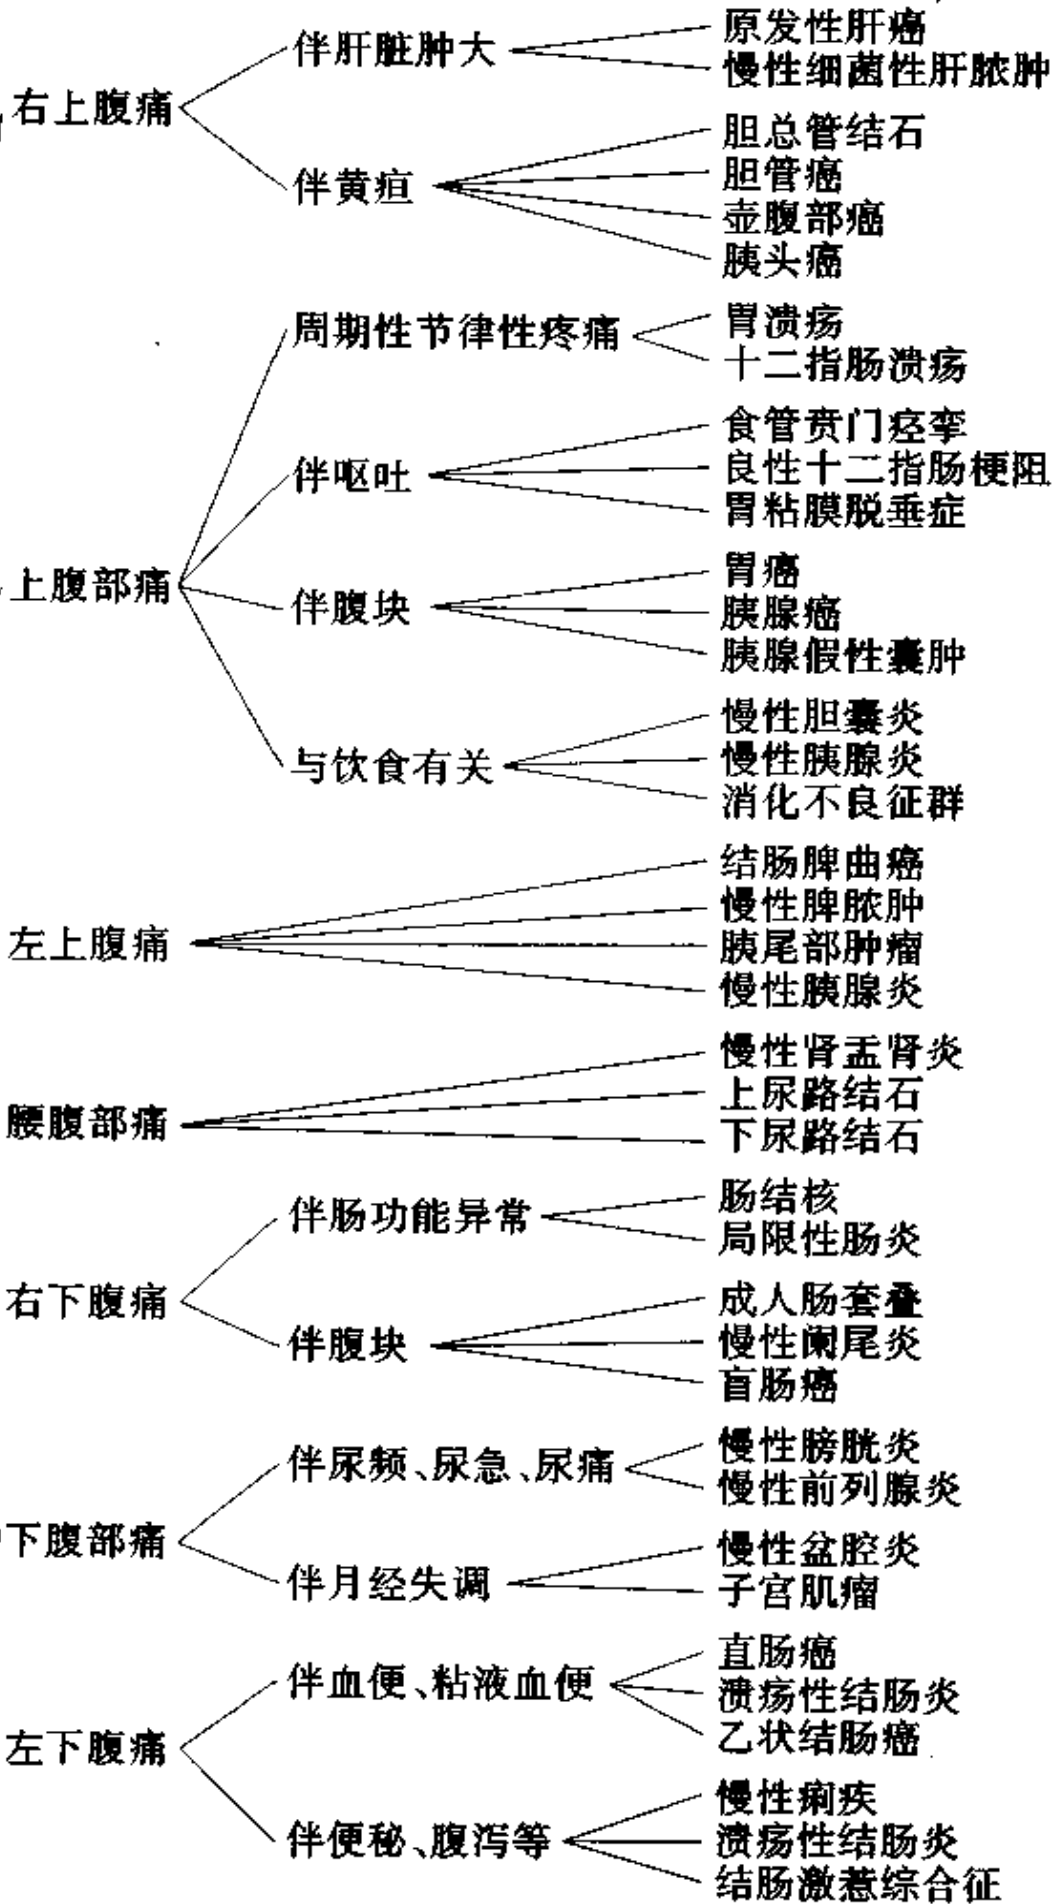 右上腹痛
伴肝脏肿大
原发性肝癌
慢性细菌性肝脓肿
伴黄疸
胆总管结石
胆管癌
壶腹部癌
胰头癌
上腹部痛
周期性节律性疼痛
胃溃疡
十二指肠溃疡
伴呕吐
食管贲门痉挛
良性十二指肠梗阻
胃粘膜脱垂症
伴腹块
胃癌
胰腺癌
胰腺假性囊肿
与饮食有关
慢性胆囊炎
慢性胰腺炎
消化不良征群
左上腹痛
结肠脾曲癌
慢性脾脓肿
胰尾部肿瘤
慢性胰腺炎
腰腹部痛
慢性肾盂肾炎
上尿路结石
下尿路结石
右下腹痛
伴肠功能异常
肠结核
局限性肠炎
伴腹块
成人肠套叠
慢性阑尾炎
盲肠癌
下腹部痛
伴尿频、尿急、尿痛
慢性膀胱炎
慢性前列腺炎
伴月经失调
慢性盆腔炎
子宫肌瘤
左下腹痛
伴血便、粘液血便
直肠癌
溃疡性结肠炎
乙状结肠癌
伴便秘、腹泻等
慢性痢疾
溃疡性结肠炎
结肠激惹综合征